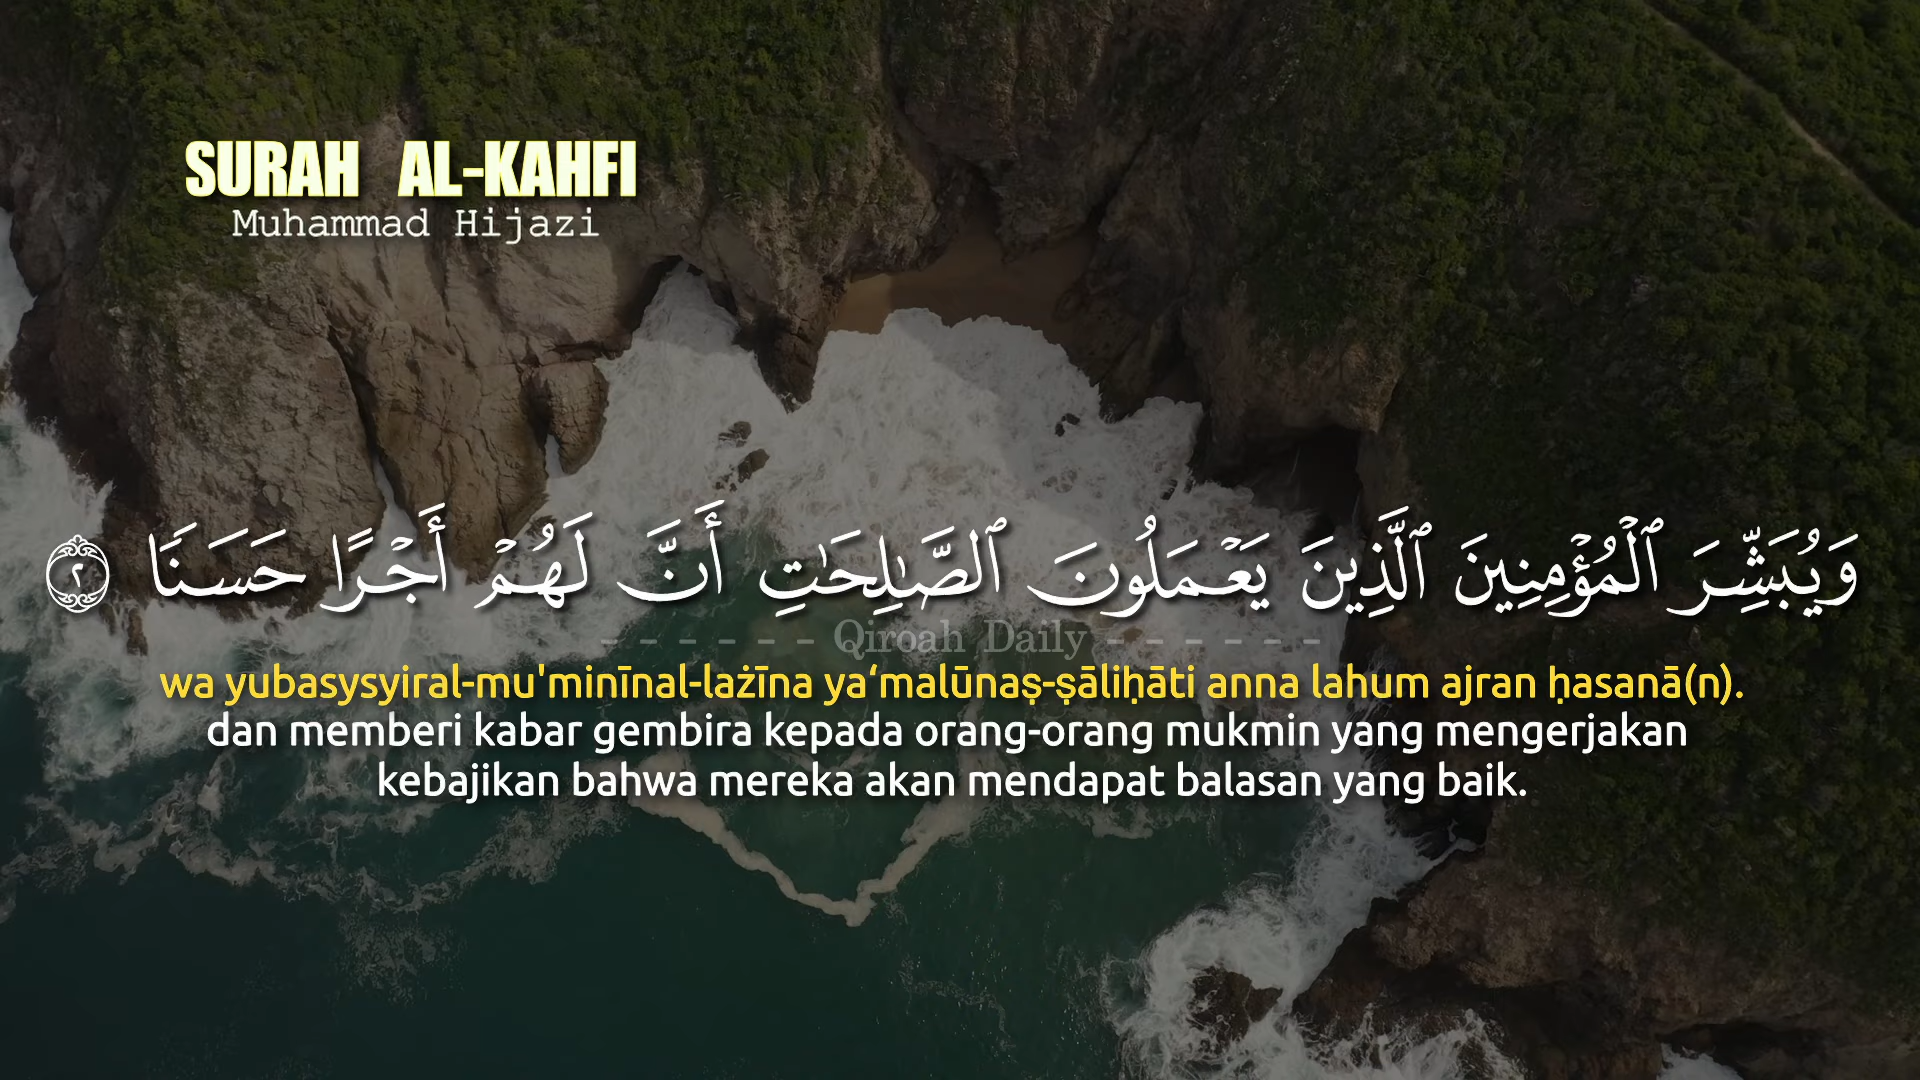 SURAH AL-KAHFI
Muhammad Hijazi
وَيُبَشِّرَ ٱلْمُؤْمِنِينَ ٱلَّذِينَ يَعْمَلُونَ ٱلصَّـٰلِحَـٰتِ أَنَّ لَهُمْ أَجْرًا حَسَنًا ٢
- - - - - - Qiroah Daily - - - - - -
wa yubasysyiral-mu'minīnal-lażīna ya‘malūnaṣ-ṣāliḥāti anna lahum ajran ḥasanā(n).
dan memberi kabar gembira kepada orang-orang mukmin yang mengerjakan
kebajikan bahwa mereka akan mendapat balasan yang baik.